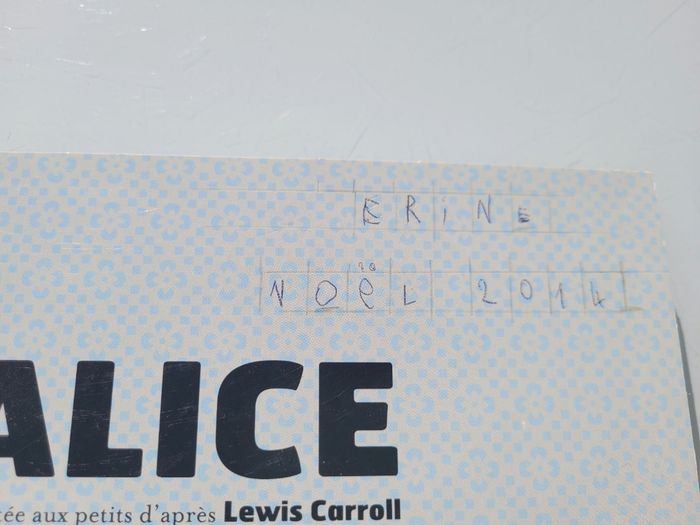 ERiNE
NOëL 2014
ALICE
tée aux petits d'après Lewis Carroll